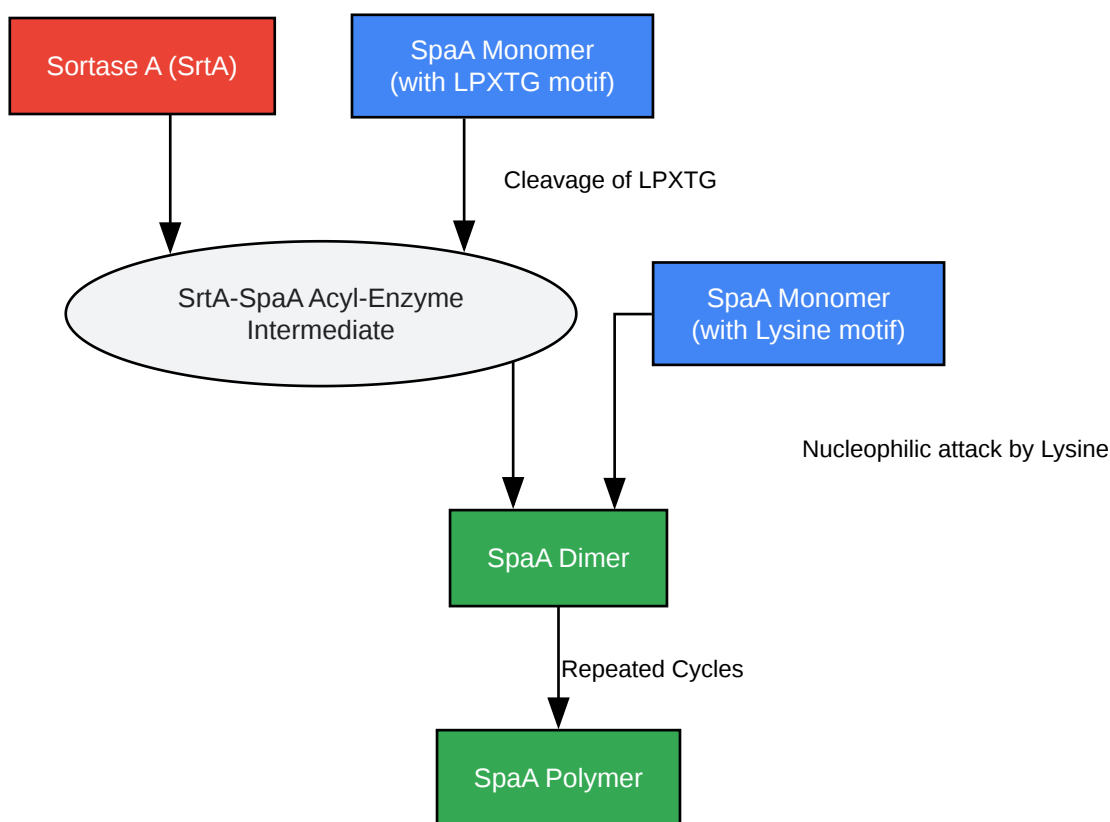 Sortase A (SrtA)
SpaA Monomer
(with LPXTG motif)
Cleavage of LPXTG
SrtA-SpaA Acyl-Enzyme
Intermediate
SpaA Monomer
(with Lysine motif)
Nucleophilic attack by Lysine
SpaA Dimer
Repeated Cycles
SpaA Polymer